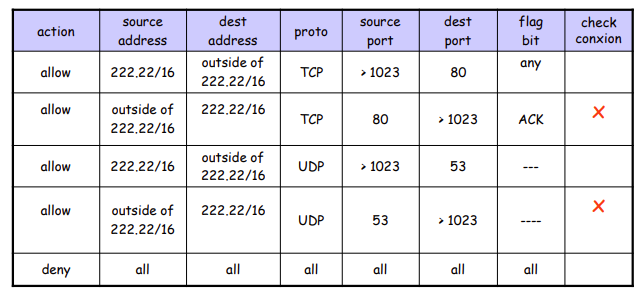 action source address dest address proto source port dest port flag bit check conxion
allow 222.22/16 outside of 222.22/16 TCP > 1023 80 any
allow outside of 222.22/16 222.22/16 TCP 80 > 1023 ACK X
allow 222.22/16 outside of 222.22/16 UDP > 1023 53 ---
allow outside of 222.22/16 222.22/16 UDP 53 > 1023 ---- X
deny all all all all all all